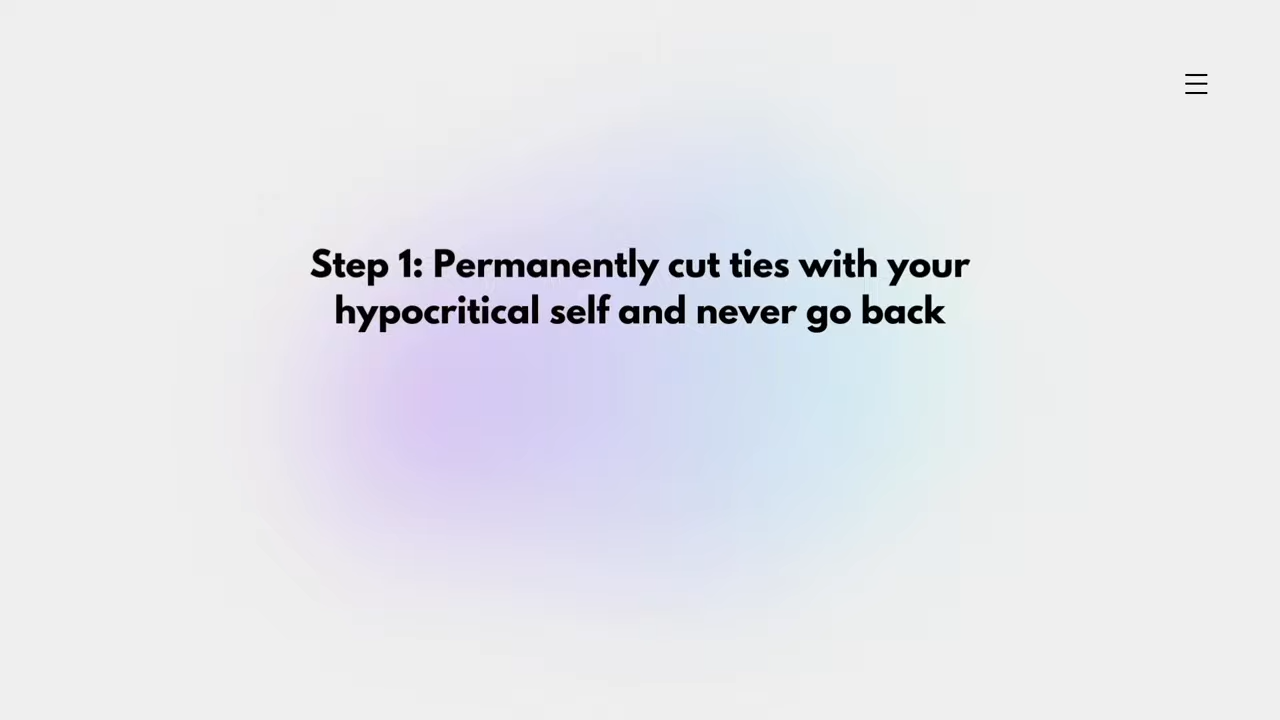 Step 1: Permanently cut ties with your
hypocritical self and never go back